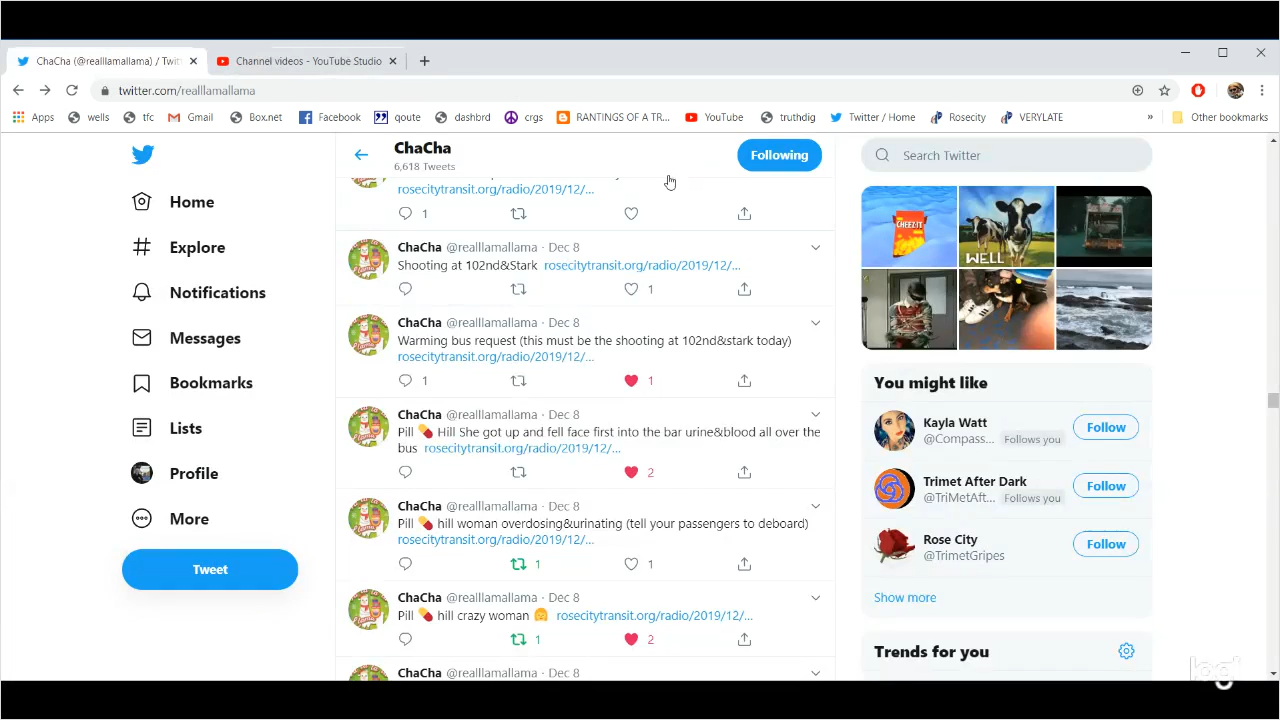 ChaCha (@realllamallama) / Twit
Channel videos - YouTube Studio
twitter.com/realllamallama
Apps wells tfc Gmail Box.net Facebook qoute dashbrd crgs RANTINGS OF A TR... YouTube truthdig Twitter / Home Rosecity VERYLATE » Other bookmarks
Home
Explore
Notifications
Messages
Bookmarks
Lists
Profile
More
Tweet
ChaCha
6,618 Tweets
Following
rosecitytransit.org/radio/2019/12/...
1
ChaCha @realllamallama · Dec 8
Shooting at 102nd&Stark rosecitytransit.org/radio/2019/12/...
1
ChaCha @realllamallama · Dec 8
Warming bus request (this must be the shooting at 102nd&stark today)
rosecitytransit.org/radio/2019/12/...
1 1
ChaCha @realllamallama · Dec 8
Pill 💊 Hill She got up and fell face first into the bar urine&blood all over the
bus rosecitytransit.org/radio/2019/12/...
2
ChaCha @realllamallama · Dec 8
Pill 💊 hill woman overdosing&urinating (tell your passengers to deboard)
rosecitytransit.org/radio/2019/12/...
1 1
ChaCha @realllamallama · Dec 8
Pill 💊 hill crazy woman rosecitytransit.org/radio/2019/12/...
1 2
ChaCha @realllamallama · Dec 8
Search Twitter
CHEEZ-IT
WELL
You might like
Kayla Watt
@Compass... Follows you
Follow
Trimet After Dark
@TriMetAft... Follows you
Follow
Rose City
@TrimetGripes
Follow
Show more
Trends for you